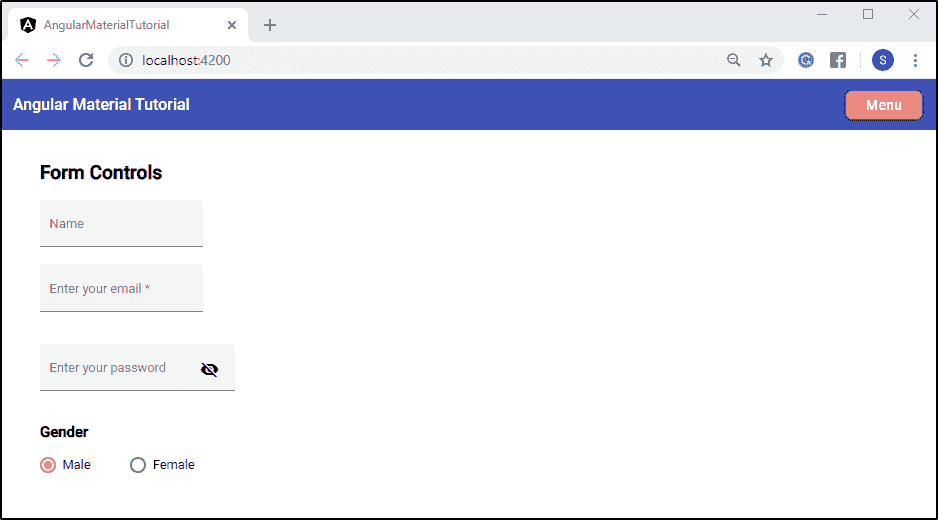 AngularMaterialTutorial
localhost:4200
S
Angular Material Tutorial
Menu
Form Controls
Name
Enter your email *
Enter your password
Gender
Male
Female